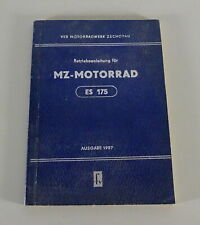 VEB MOTORRADWERK ZSCHOPAU
Betriebsanleitung für
MZ-MOTORRAD
ES 175
AUSGABE 1957